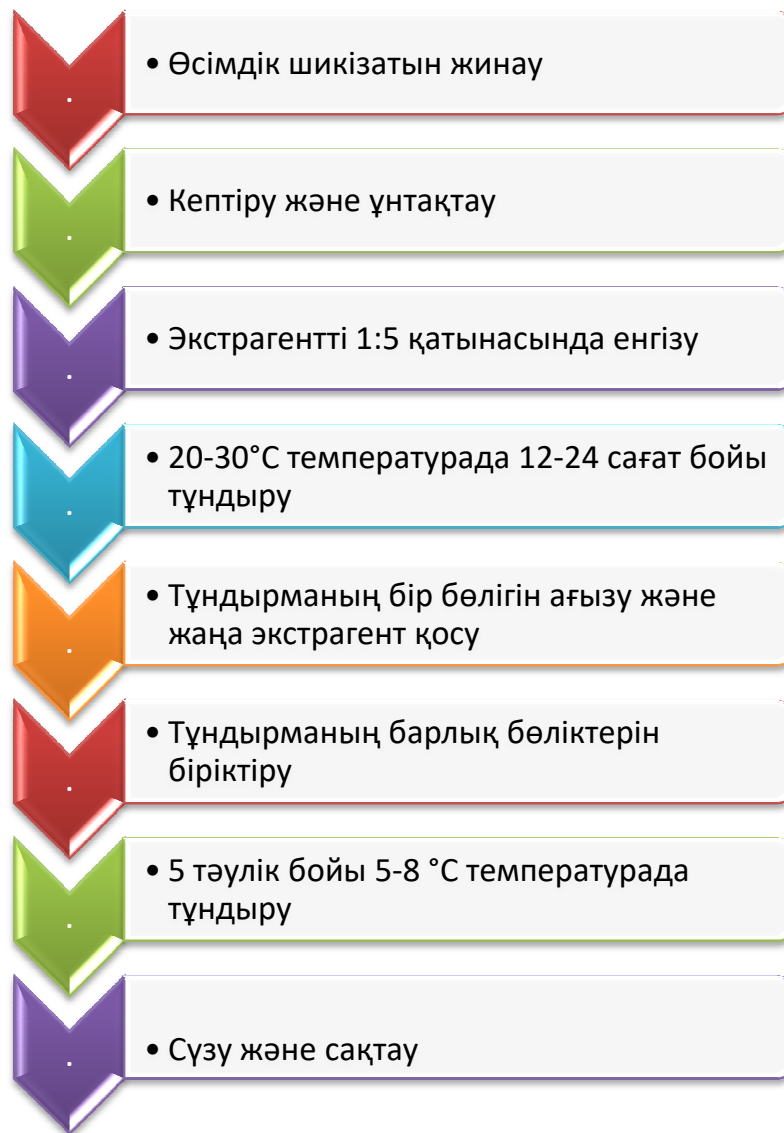 • Өсімдік шикізатын жинау
• Кептіру және ұнтақтау
• Экстрагентті 1:5 қатынасында енгізу
• 20-30°C температурада 12-24 сағат бойы
тұндыру
• Тұндырманың бір бөлігін ағызу және
жаңа экстрагент қосу
• Тұндырманың барлық бөліктерін
біріктіру
• 5 тәулік бойы 5-8 °C температурада
тұндыру
• Сүзу және сақтау